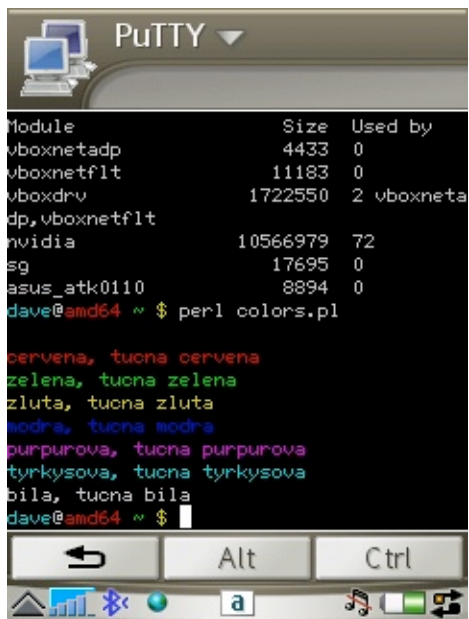 PuTTY
Module Size Used by
vboxnetadp 4433 0
vboxnetflt 11183 0
vboxdrv 1722550 2 vboxneta
dp,vboxnetflt
nvidia 10566979 72
sg 17695 0
asus_atk0110 8894 0
dave@amd64 ~ $ perl colors.pl
cervena, tucna cervena
zelena, tucna zelena
zluta, tucna zluta
modra, tucna modra
purpurova, tucna purpurova
tyrkysova, tucna tyrkysova
bila, tucna bila
dave@amd64 ~ $
Alt Ctrl
a